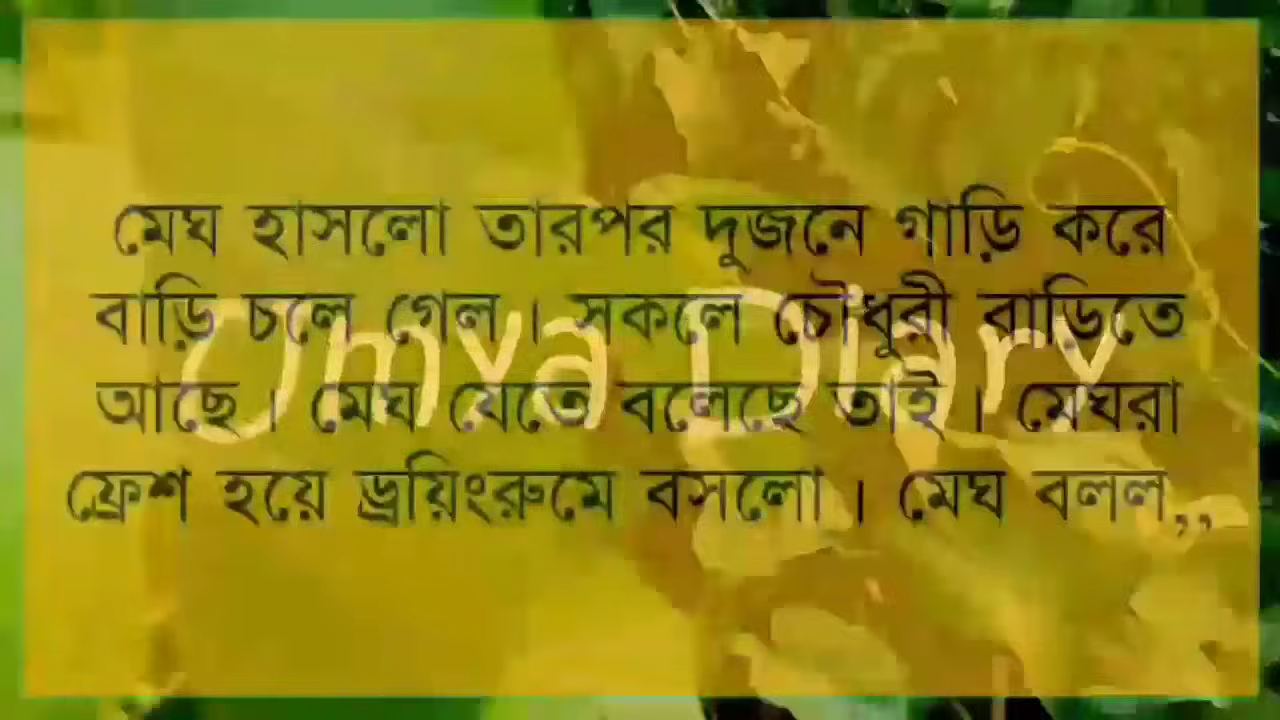 মেঘ হাসলো তারপর দুজনে গাড়ি করে
বাড়ি চলে গেল। সকলে চৌধুরী বাড়িতে
আছে। মেঘ যেতে বলেছে তাই। মেঘরা
ফ্রেশ হয়ে ড্রয়িংরুমে বসলো। মেঘ বলল,,
Omya Diary